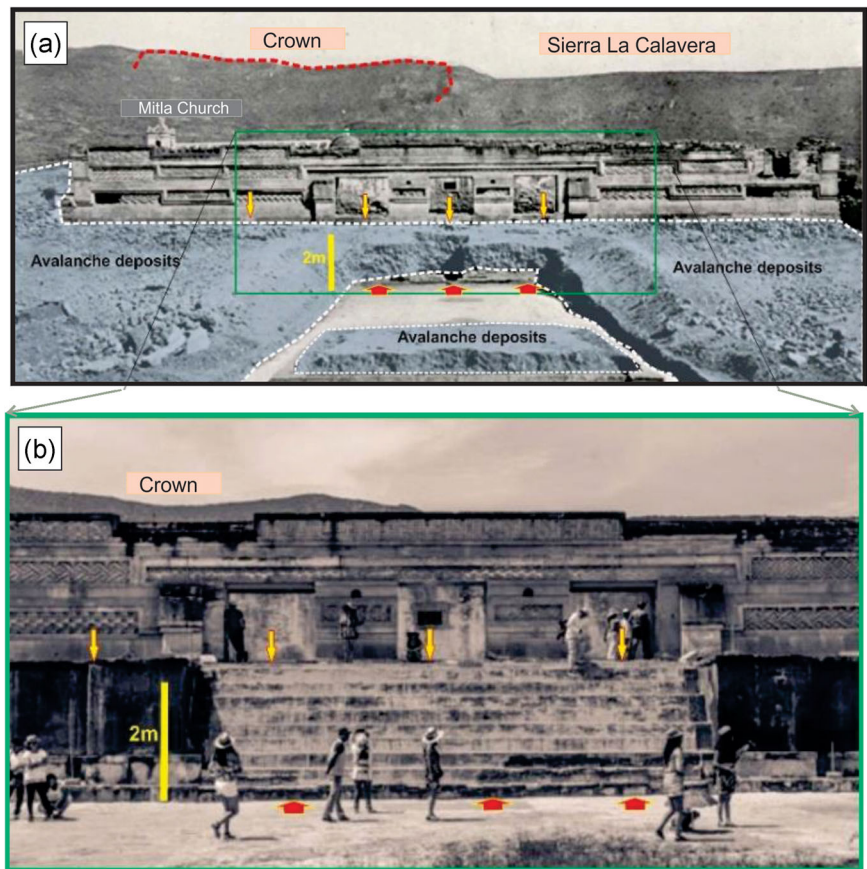 (a)
Crown
Sierra La Calavera
Mitla Church
2m
Avalanche deposits
Avalanche deposits
Avalanche deposits
(b)
Crown
2m